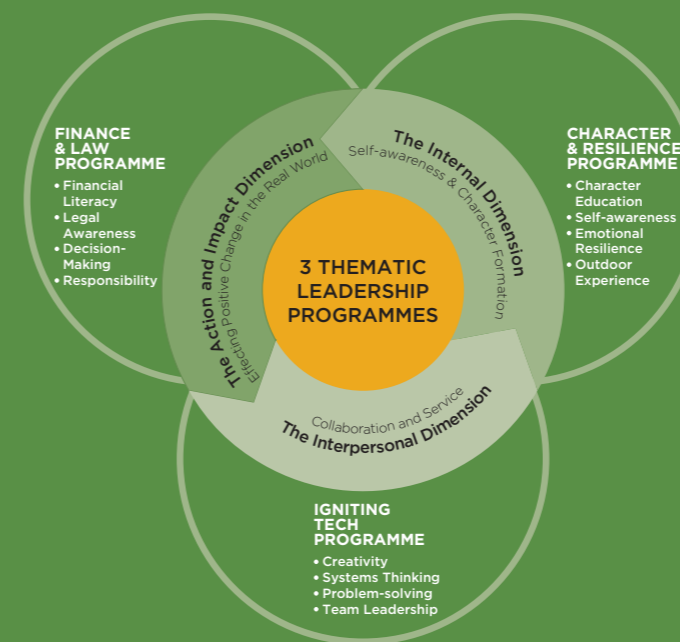 FINANCE
& LAW
PROGRAMME
• Financial
Literacy
• Legal
Awareness
• Decision-
Making
• Responsibility
The Action and Impact Dimension
Effecting Positive Change in the Real World
The Internal Dimension
Self-awareness & Character Formation
CHARACTER
& RESILIENCE
PROGRAMME
• Character
Education
• Self-awareness
• Emotional
Resilience
• Outdoor
Experience
3 THEMATIC
LEADERSHIP
PROGRAMMES
Collaboration and Service
The Interpersonal Dimension
IGNITING
TECH
PROGRAMME
• Creativity
• Systems Thinking
• Problem-solving
• Team Leadership